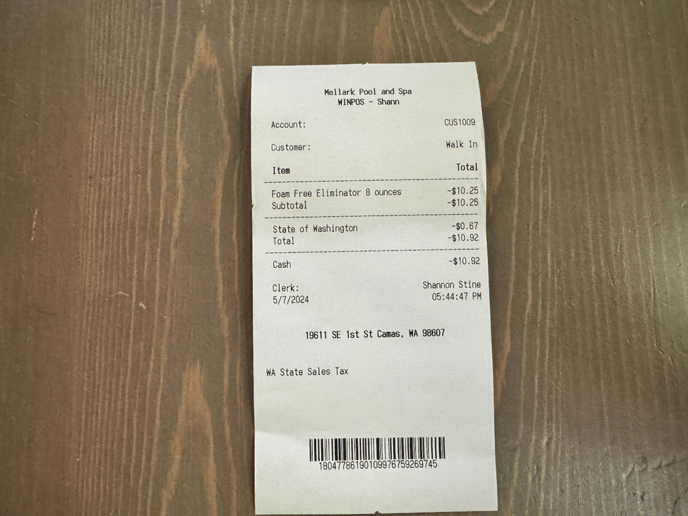 Mellark Pool and Spa
WINPOS - Shann
Account: CUS1009
Customer: Walk In
Item Total
Foam Free Eliminator 8 ounces -$10.25
Subtotal -$10.25
State of Washington -$0.67
Total -$10.92
Cash -$10.92
Clerk: Shannon Stine
5/7/2024 05:44:47 PM
19611 SE 1st St Camas, WA 98607
WA State Sales Tax
18047786190109976759269745